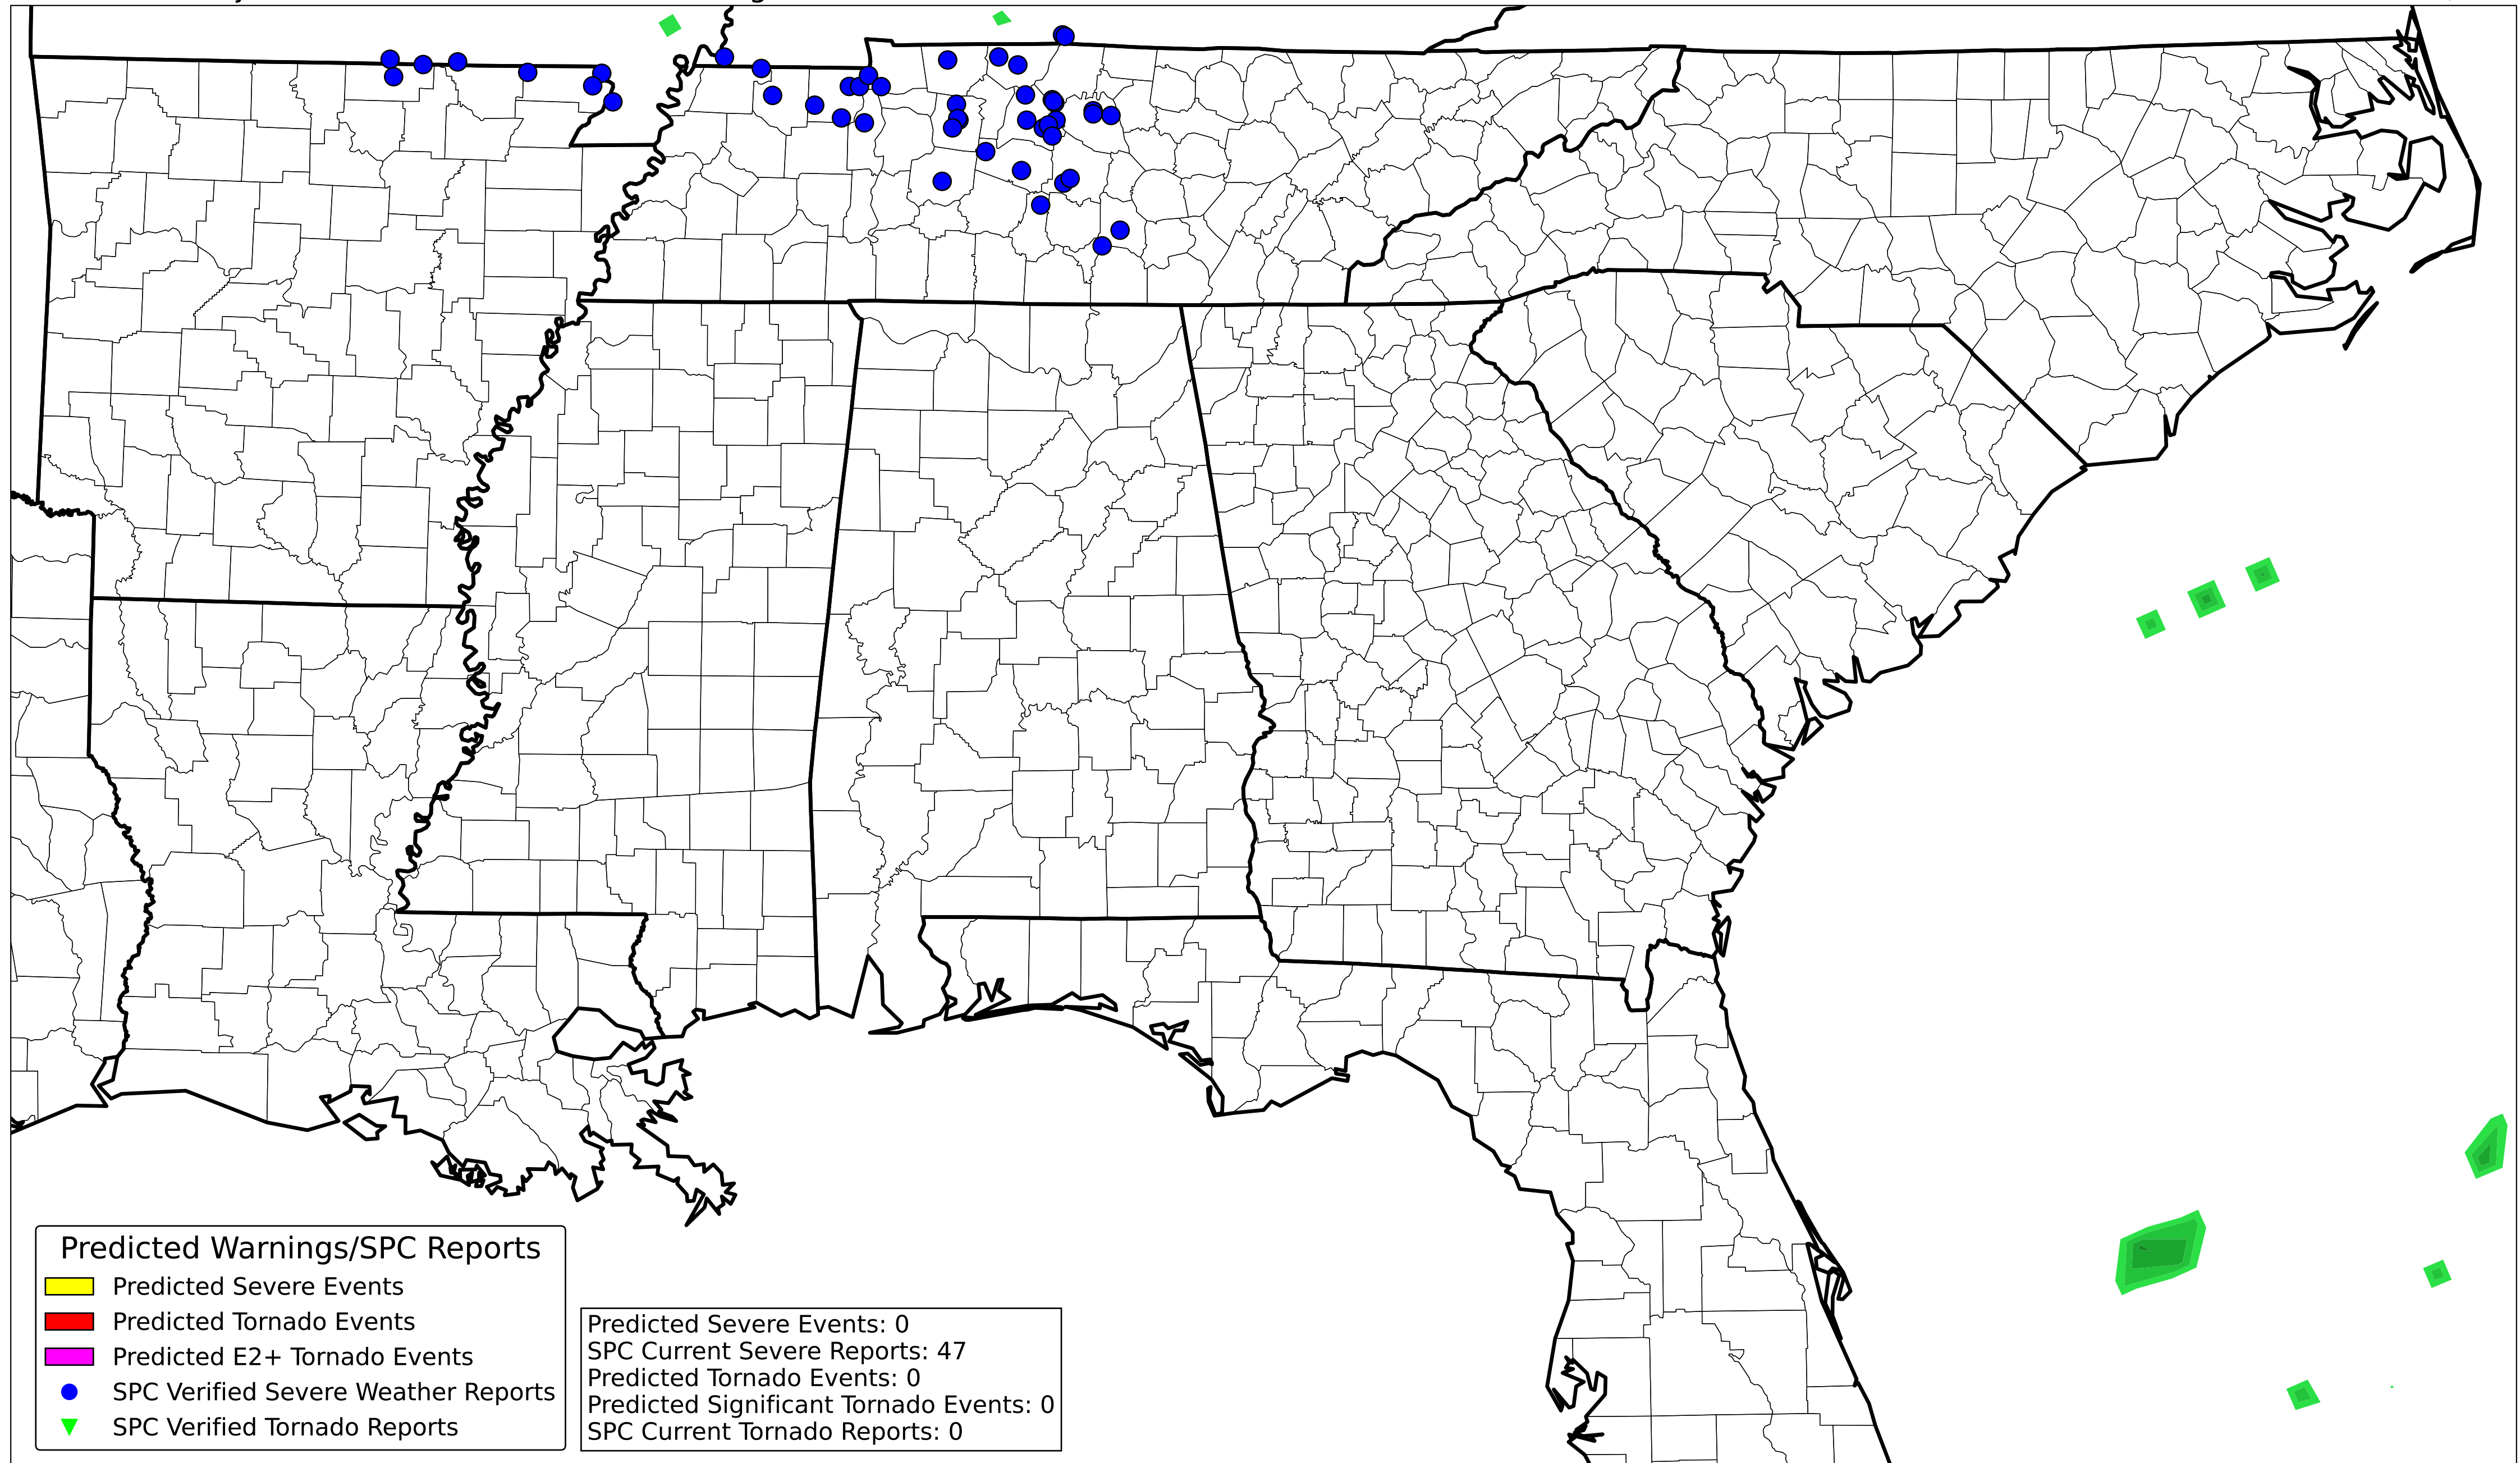 Predicted Warnings/SPC Reports
Predicted Severe Events
Predicted Tornado Events
Predicted E2+ Tornado Events
SPC Verified Severe Weather Reports
SPC Verified Tornado Reports
Predicted Severe Events: 0
SPC Current Severe Reports: 47
Predicted Tornado Events: 0
Predicted Significant Tornado Events: 0
SPC Current Tornado Reports: 0